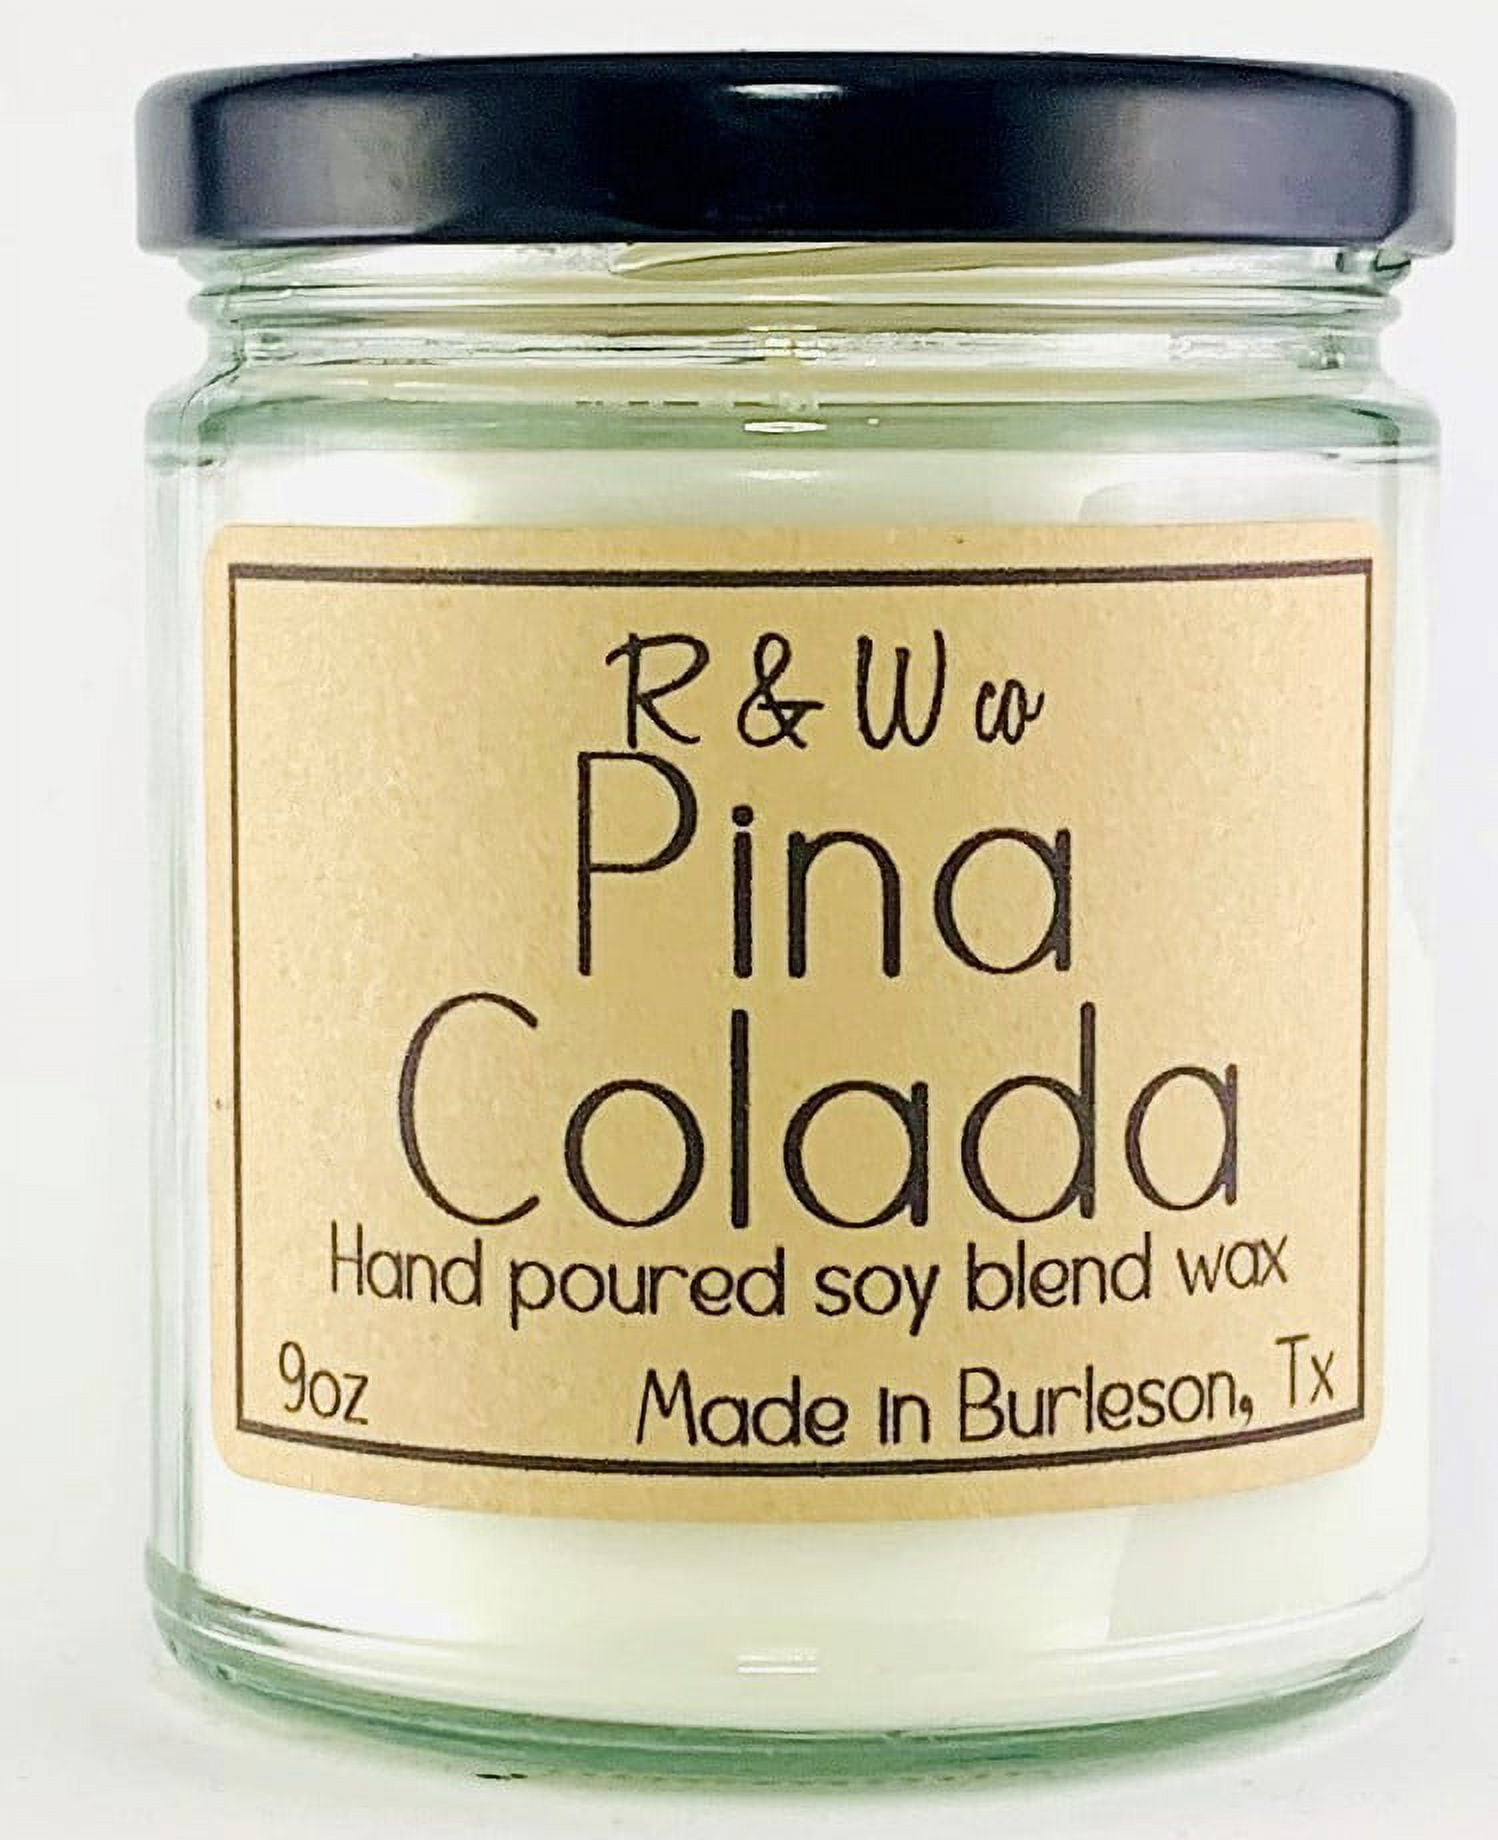 R & W co
Pina
Colada
Hand poured soy blend wax
9oz Made in Burleson, Tx